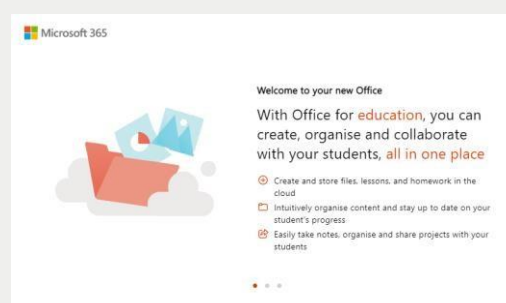 Microsoft 365
Welcome to your new Office
With Office for education, you can
create, organise and collaborate
with your students, all in one place
Create and store files, lessons, and homework in the
cloud
Intuitively organise content and stay up to date on your
student's progress
Easily take notes, organise and share projects with your
students